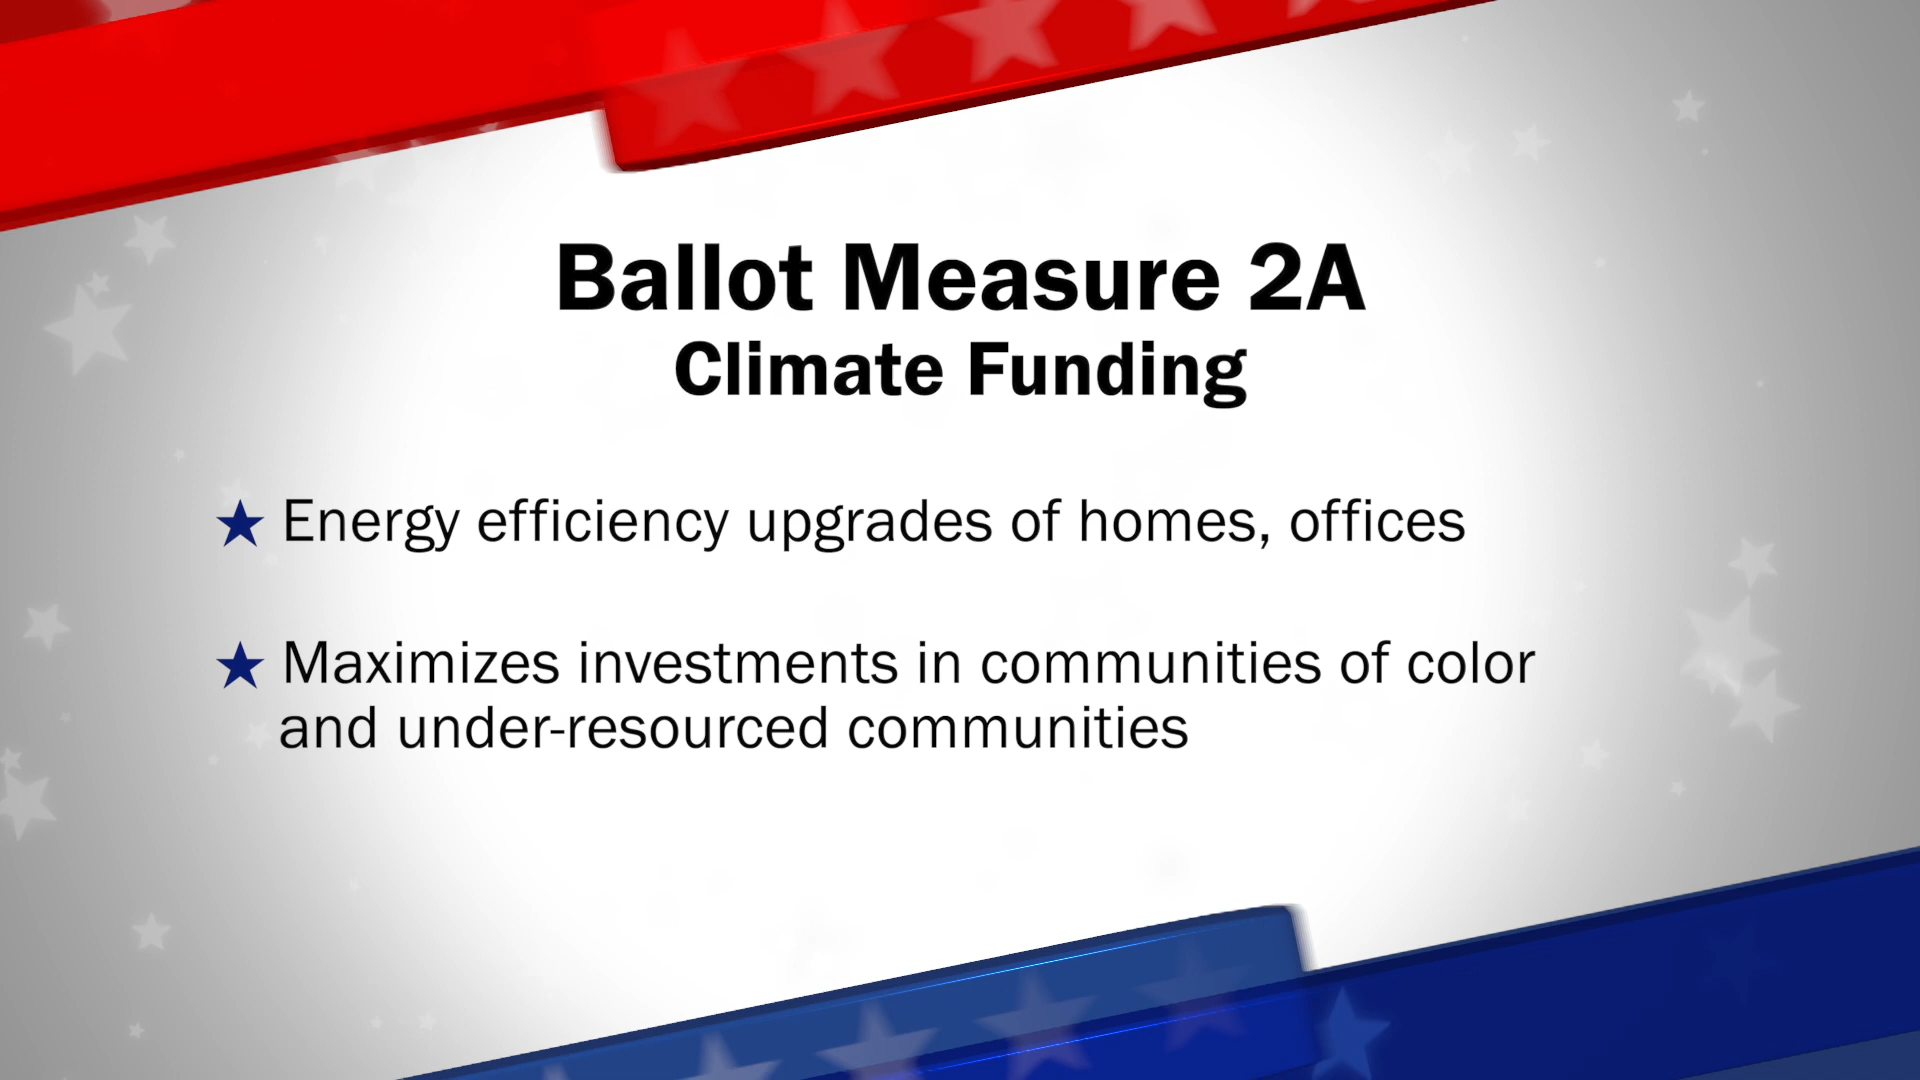 Ballot Measure 2A
Climate Funding
★ Energy efficiency upgrades of homes, offices
★ Maximizes investments in communities of color
and under-resourced communities